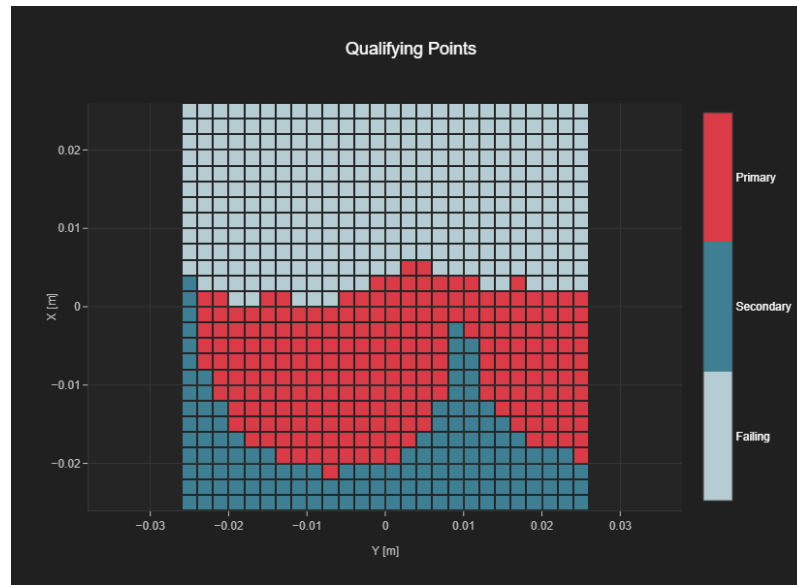 Qualifying Points
0.02
0.01
0
−0.01
−0.02
X [m]
−0.03
−0.02
−0.01
0
0.01
0.02
0.03
Y [m]
Primary
Secondary
Failing